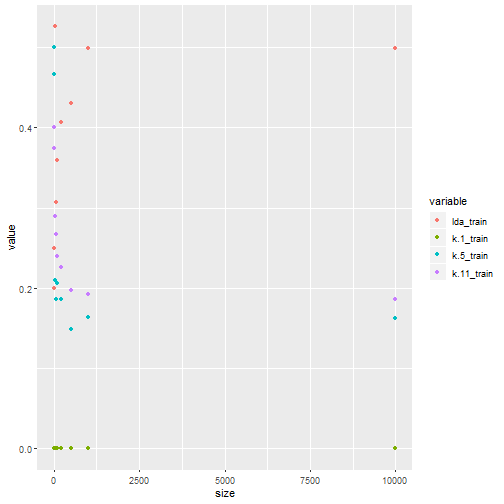 value
0.4
0.2
0.0
0
2500
5000
7500
10000
size
variable
lda_train
k.1_train
k.5_train
k.11_train